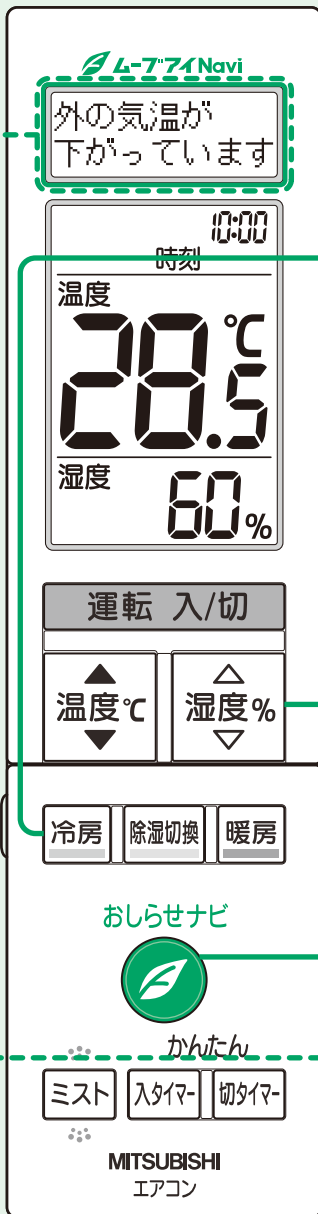 ムーブアイNavi
外の気温が
下がっています
10:00
時刻
温度
28.5℃
湿度
60%
運転 入/切
▲ △
温度℃ 湿度%
▼ ▽
冷房 除湿切換 暖房
おしらせナビ
かんたん
ミスト 入タイマー 切タイマー
MITSUBISHI
エアコン